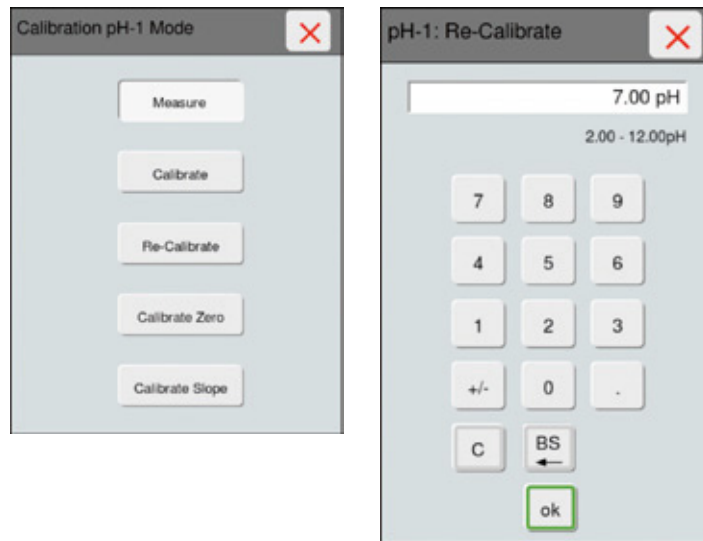 Calibration pH-1 Mode
Measure
Calibrate
Re-Calibrate
Calibrate Zero
Calibrate Slope
pH-1: Re-Calibrate
7.00 pH
2.00 - 12.00pH
7 8 9
4 5 6
1 2 3
+/- 0 .
C BS
ok